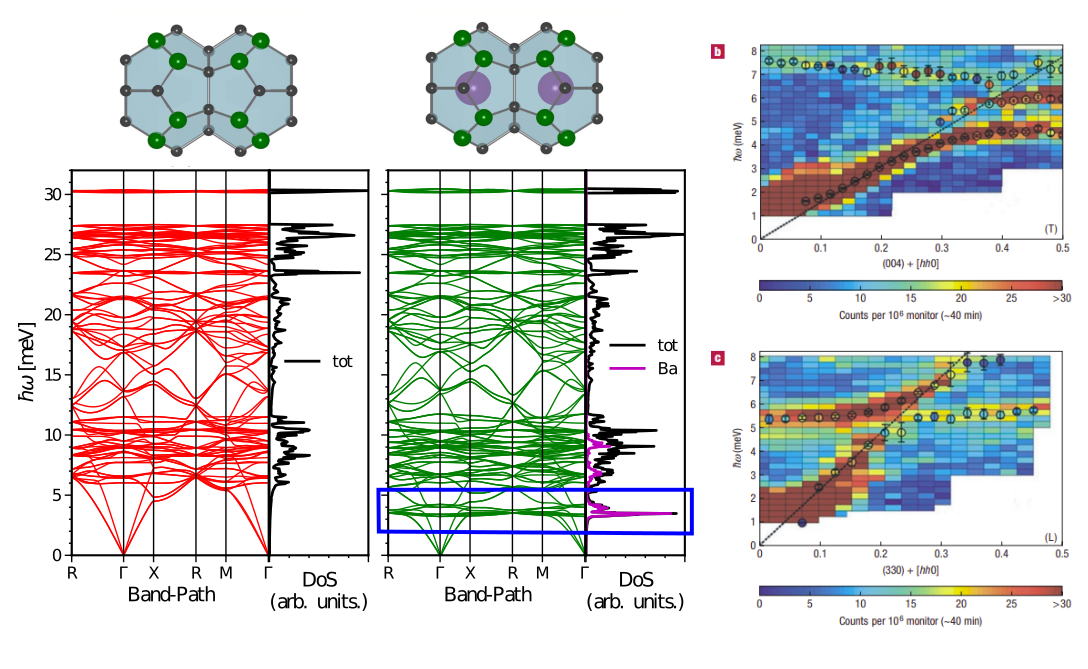 ħω [meV]
30
25
20
15
10
5
0
tot
R Γ X R M Γ
Band-Path
DoS
(arb. units.)
tot
Ba
R Γ X R M Γ
Band-Path
DoS
(arb. units.)
b
8
7
6
5
4
3
2
1
0
ħω (meV)
(T)
0 0.1 0.2 0.3 0.4 0.5
(004) + [hh0]
0 5 10 15 20 25 >30
Counts per 10⁶ monitor (~40 min)
c
8
7
6
5
4
3
2
1
0
ħω (meV)
(L)
0 0.1 0.2 0.3 0.4 0.5
(330) + [hh0]
0 5 10 15 20 25 >30
Counts per 10⁶ monitor (~40 min)